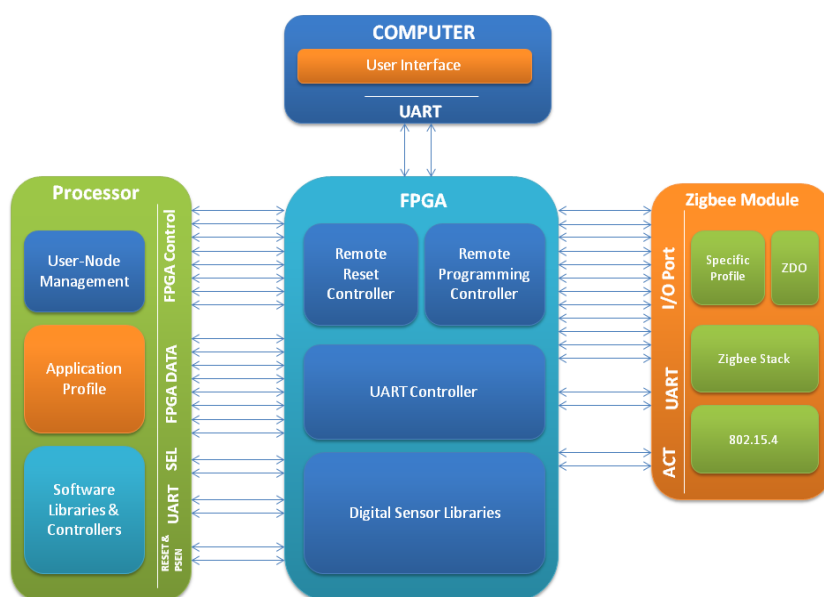 COMPUTER
User Interface
UART
Processor
User-Node
Management
Application
Profile
Software
Libraries &
Controllers
FPGA Control
FPGA DATA
SEL
UART
RESET &
PSEN
FPGA
Remote
Reset
Controller
Remote
Programming
Controller
UART Controller
Digital Sensor Libraries
Zigbee Module
I/O Port
UART
ACT
Specific
Profile
ZDO
Zigbee Stack
802.15.4